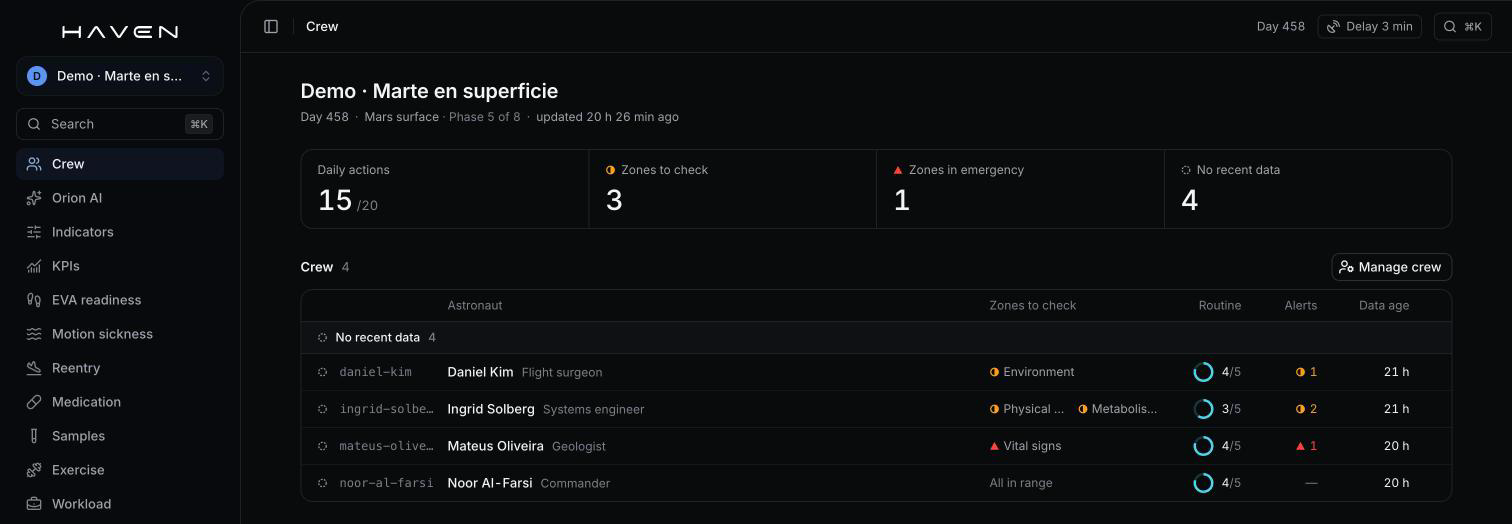 HAVEN
D Demo · Marte en s...
Search ⌘K
Crew
Orion AI
Indicators
KPIs
EVA readiness
Motion sickness
Reentry
Medication
Samples
Exercise
Workload
Crew
Day 458
Delay 3 min
⌘K
Demo · Marte en superficie
Day 458 · Mars surface · Phase 5 of 8 · updated 20 h 26 min ago
Daily actions
15 /20
Zones to check
3
Zones in emergency
1
No recent data
4
Crew 4
Manage crew
Astronaut Zones to check Routine Alerts Data age
No recent data 4
daniel-kim Daniel Kim Flight surgeon Environment 4/5 1 21 h
ingrid-solbe… Ingrid Solberg Systems engineer Physical ... Metabolis... 3/5 2 21 h
mateus-olive… Mateus Oliveira Geologist Vital signs 4/5 1 20 h
noor-al-farsi Noor Al-Farsi Commander All in range 4/5 — 20 h